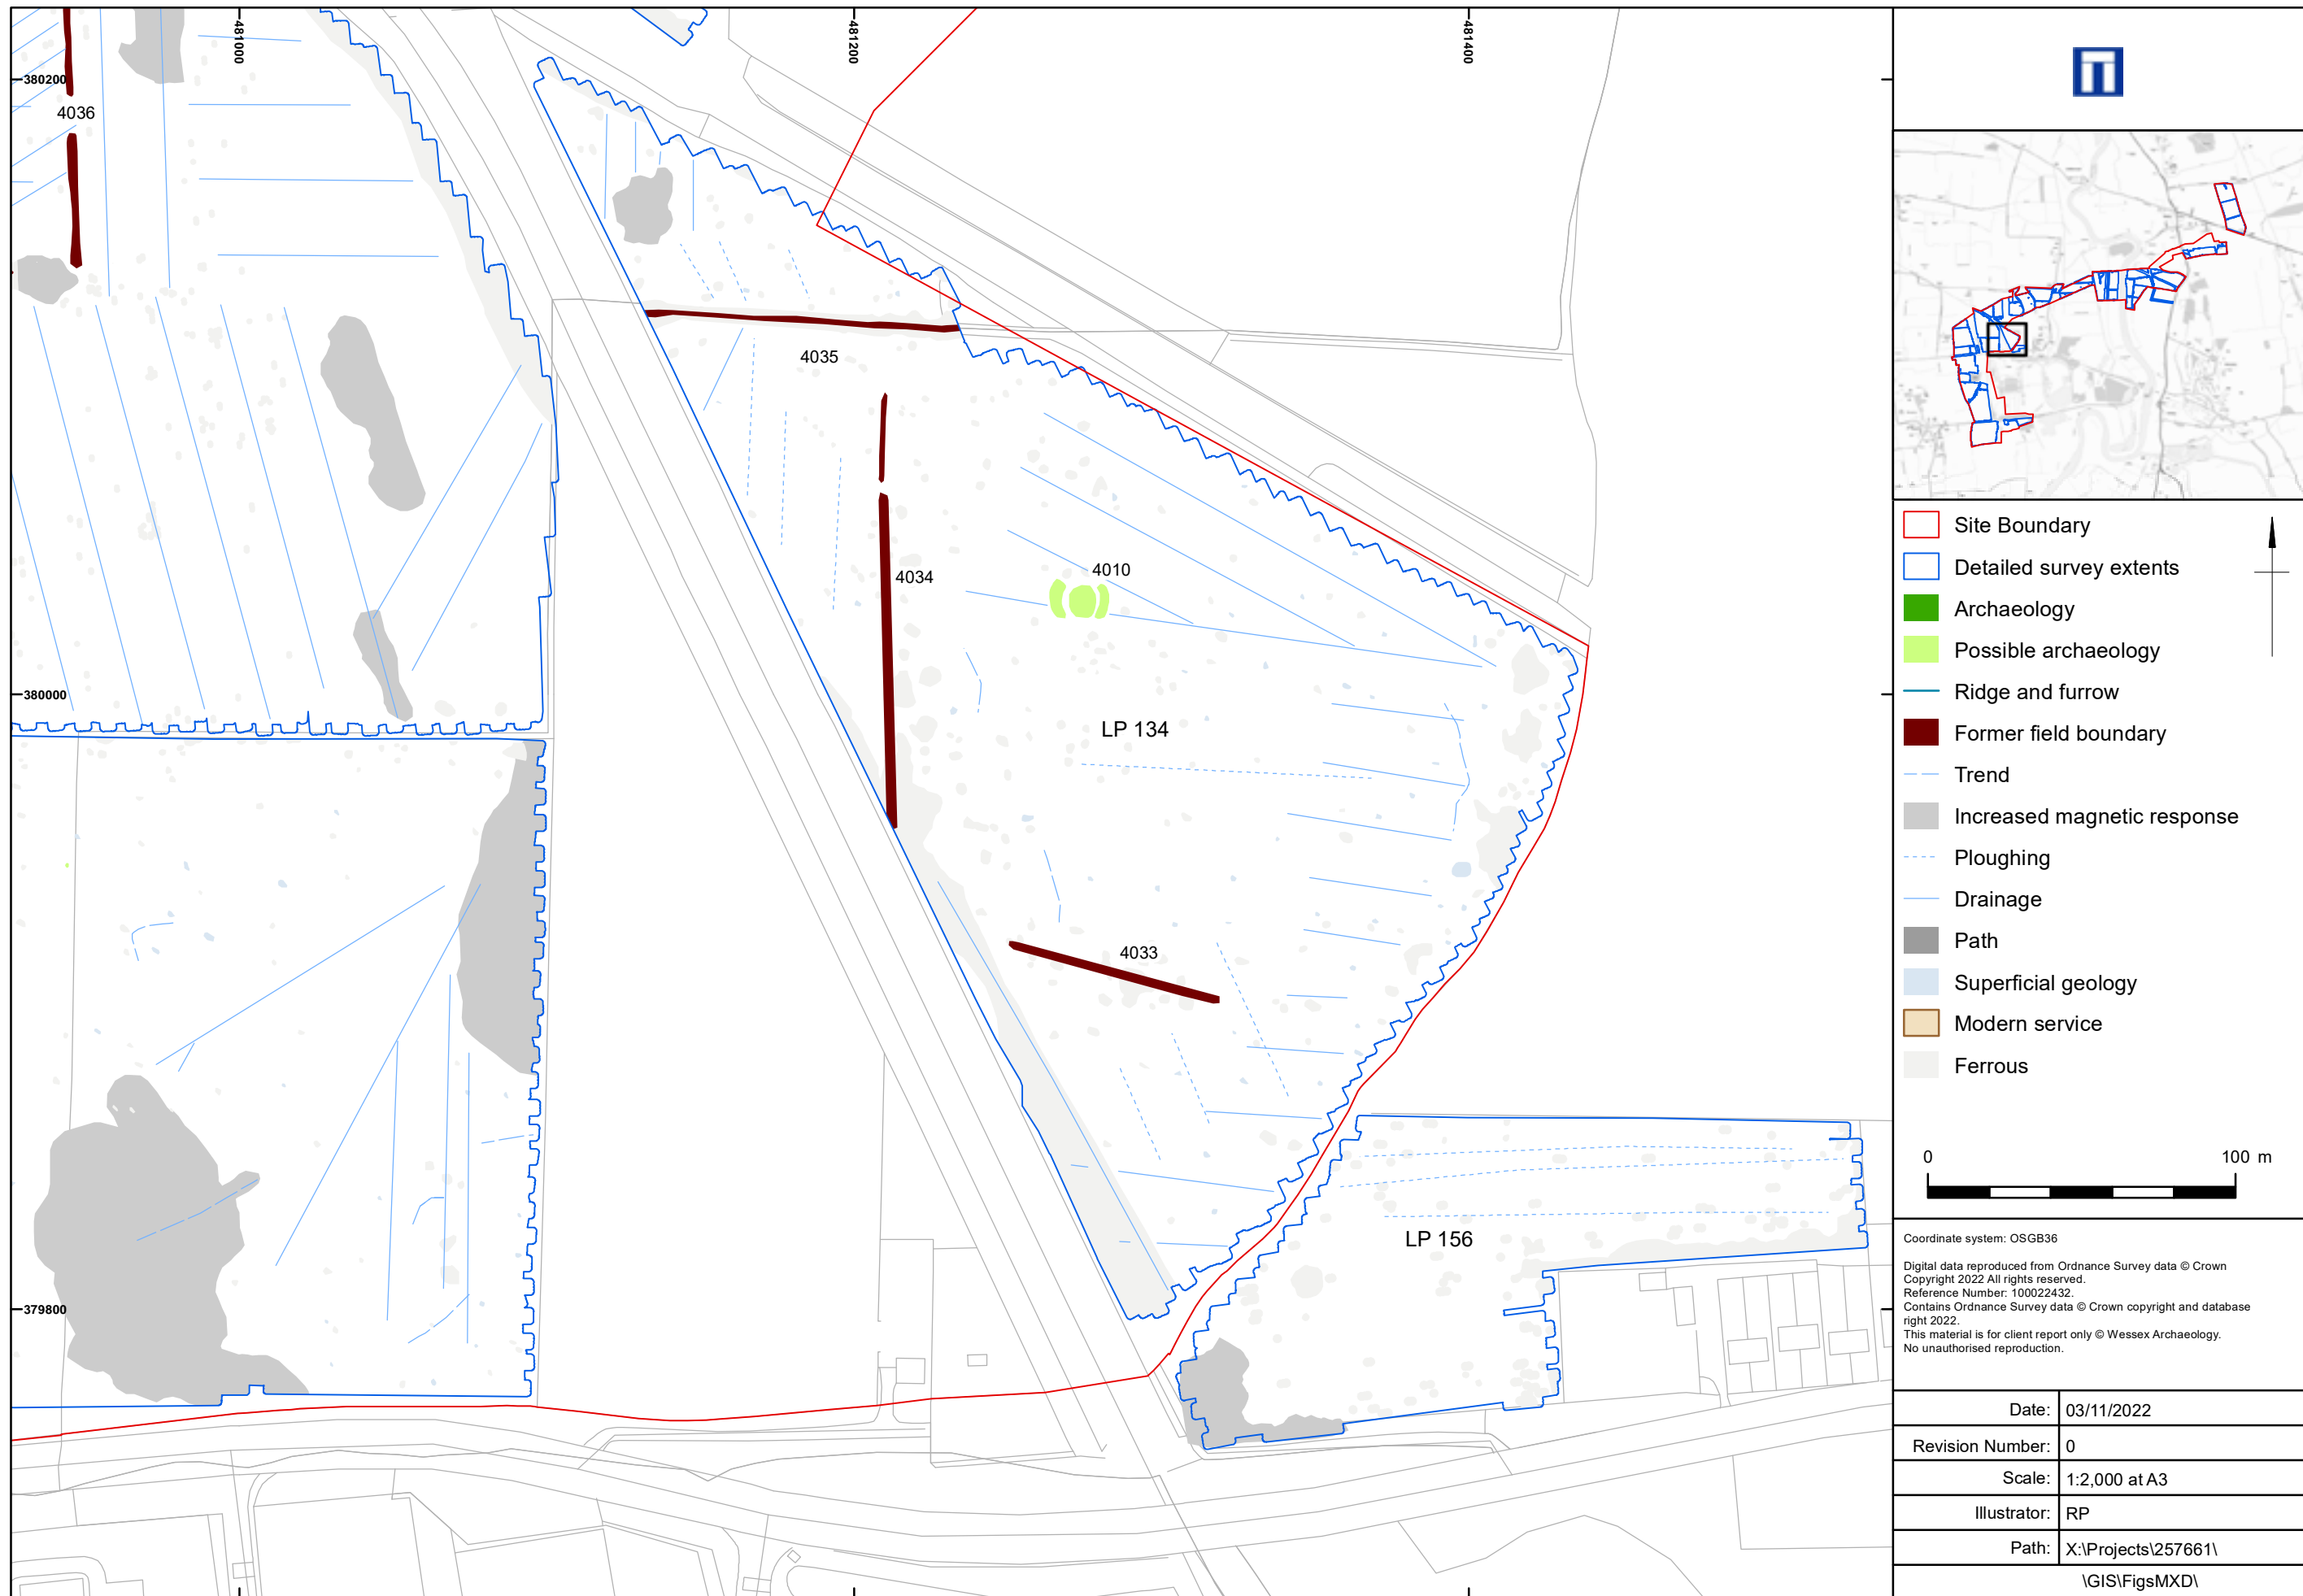 481000
481200
481400
380200
4036
4035
4034
4010
380000
LP 134
4033
LP 156
379800
Site Boundary
Detailed survey extents
Archaeology
Possible archaeology
Ridge and furrow
Former field boundary
Trend
Increased magnetic response
Ploughing
Drainage
Path
Superficial geology
Modern service
Ferrous
0 100 m
Coordinate system: OSGB36
Digital data reproduced from Ordnance Survey data © Crown
Copyright 2022 All rights reserved.
Reference Number: 100022432.
Contains Ordnance Survey data © Crown copyright and database
right 2022.
This material is for client report only © Wessex Archaeology.
No unauthorised reproduction.
Date: 03/11/2022
Revision Number: 0
Scale: 1:2,000 at A3
Illustrator: RP
Path: X:\Projects\257661\
\GIS\FigsMXD\